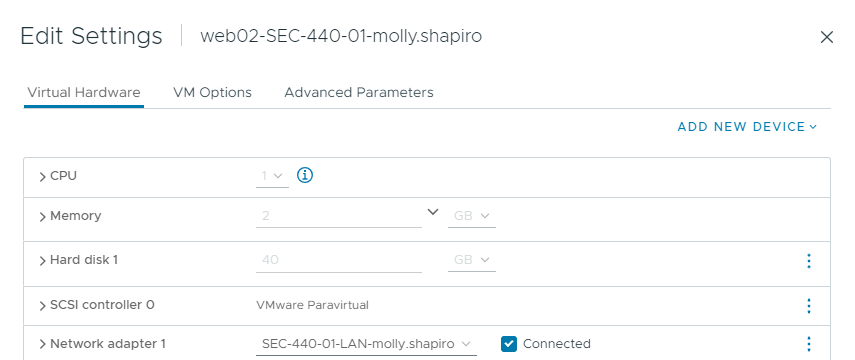 Edit Settings web02-SEC-440-01-molly.shapiro
Virtual Hardware VM Options Advanced Parameters
ADD NEW DEVICE
CPU 1
Memory 2 GB
Hard disk 1 40 GB
SCSI controller 0 VMware Paravirtual
Network adapter 1 SEC-440-01-LAN-molly.shapiro Connected